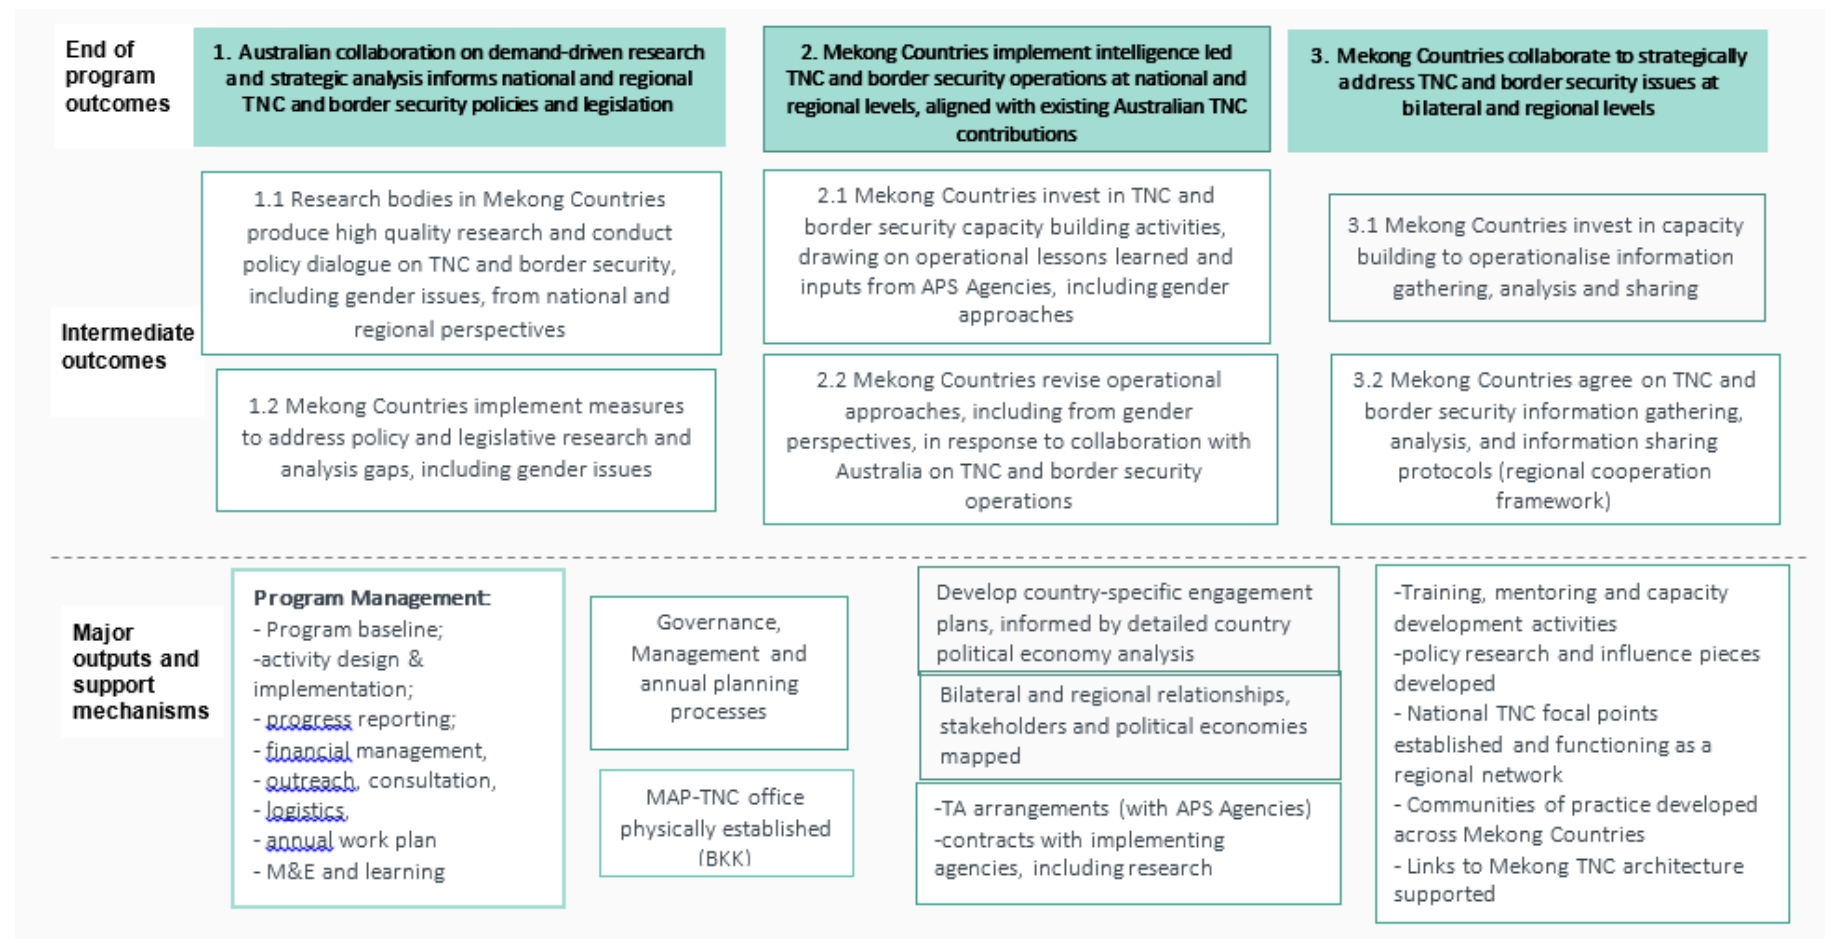 End of
program
outcomes
1. Australian collaboration on demand-driven research
and strategic analysis informs national and regional
TNC and border security policies and legislation
2. Mekong Countries implement intelligence led
TNC and border security operations at national and
regional levels, aligned with existing Australian TNC
contributions
3. Mekong Countries collaborate to strategically
address TNC and border security issues at
bilateral and regional levels
Intermediate
outcomes
1.1 Research bodies in Mekong Countries
produce high quality research and conduct
policy dialogue on TNC and border security,
including gender issues, from national and
regional perspectives
1.2 Mekong Countries implement measures
to address policy and legislative research and
analysis gaps, including gender issues
2.1 Mekong Countries invest in TNC and
border security capacity building activities,
drawing on operational lessons learned and
inputs from APS Agencies, including gender
approaches
2.2 Mekong Countries revise operational
approaches, including from gender
perspectives, in response to collaboration with
Australia on TNC and border security
operations
3.1 Mekong Countries invest in capacity
building to operationalise information
gathering, analysis and sharing
3.2 Mekong Countries agree on TNC and
border security information gathering,
analysis, and information sharing
protocols (regional cooperation
framework)
Major
outputs and
support
mechanisms
Program Management:
- Program baseline;
-activity design &
implementation;
- progress reporting;
- financial management,
- outreach, consultation,
- logistics,
- annual work plan
- M&E and learning
Governance,
Management and
annual planning
processes
MAP-TNC office
physically established
(BKK)
Develop country-specific engagement
plans, informed by detailed country
political economy analysis
Bilateral and regional relationships,
stakeholders and political economies
mapped
-TA arrangements (with APS Agencies)
-contracts with implementing
agencies, including research
-Training, mentoring and capacity
development activities
-policy research and influence pieces
developed
- National TNC focal points
established and functioning as a
regional network
- Communities of practice developed
across Mekong Countries
- Links to Mekong TNC architecture
supported